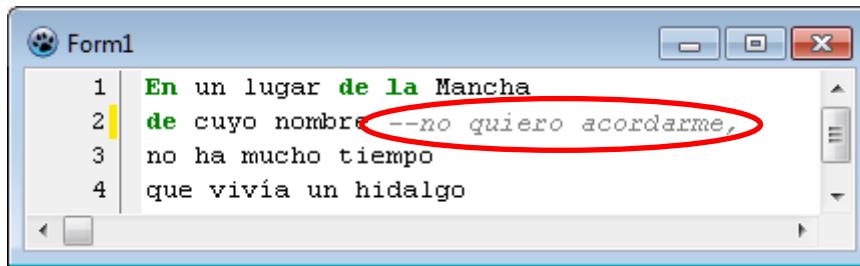 Form1
1 En un lugar de la Mancha
2 de cuyo nombre --no quiero acordarme,
3 no ha mucho tiempo
4 que vivía un hidalgo